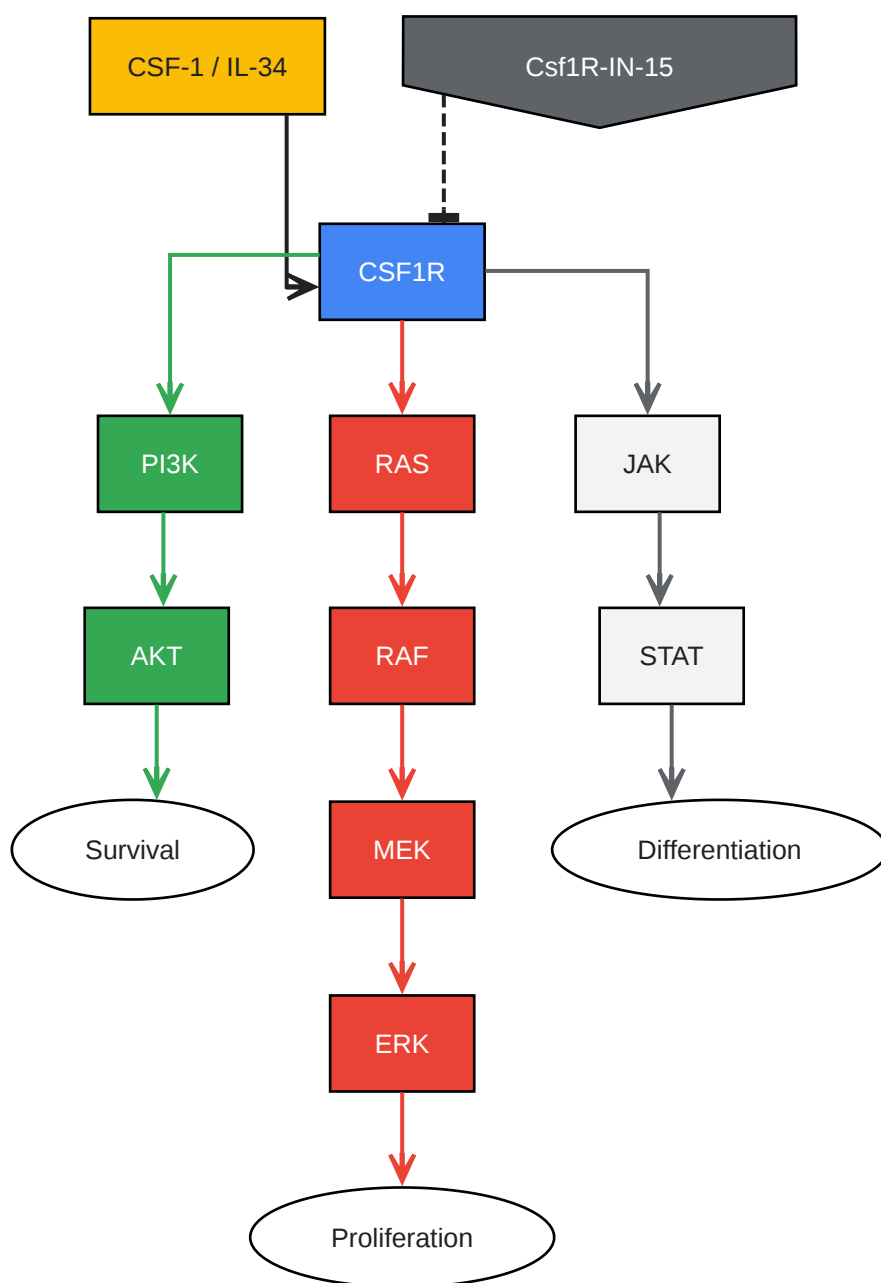 CSF-1 / IL-34
Csf1R-IN-15
CSF1R
PI3K
RAS
JAK
AKT
RAF
STAT
Survival
MEK
Differentiation
ERK
Proliferation